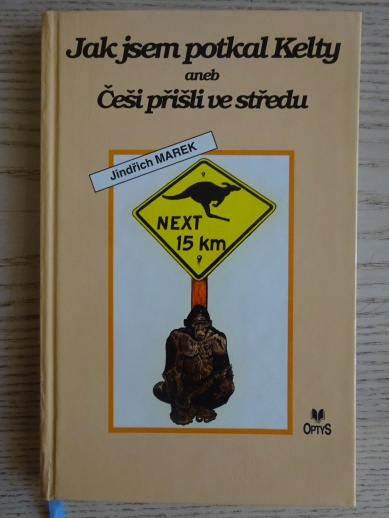 Jak jsem potkal Kelty
aneb
Češi přišli ve středu
Jindřich MAREK
NEXT
15 km
OPTYS